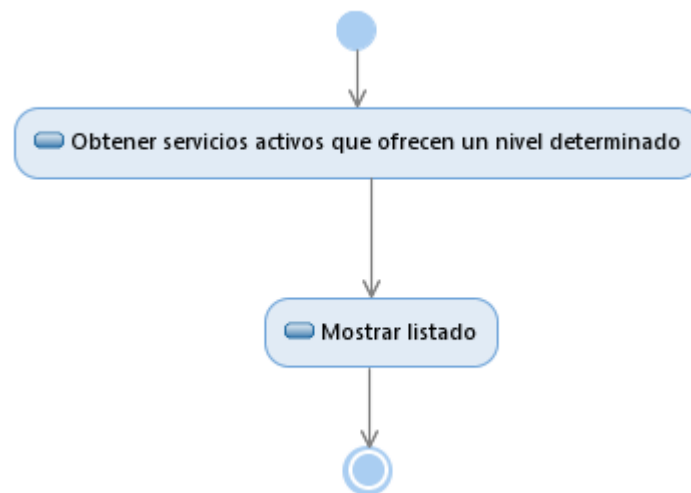 Obtener servicios activos que ofrecen un nivel determinado
Mostrar listado